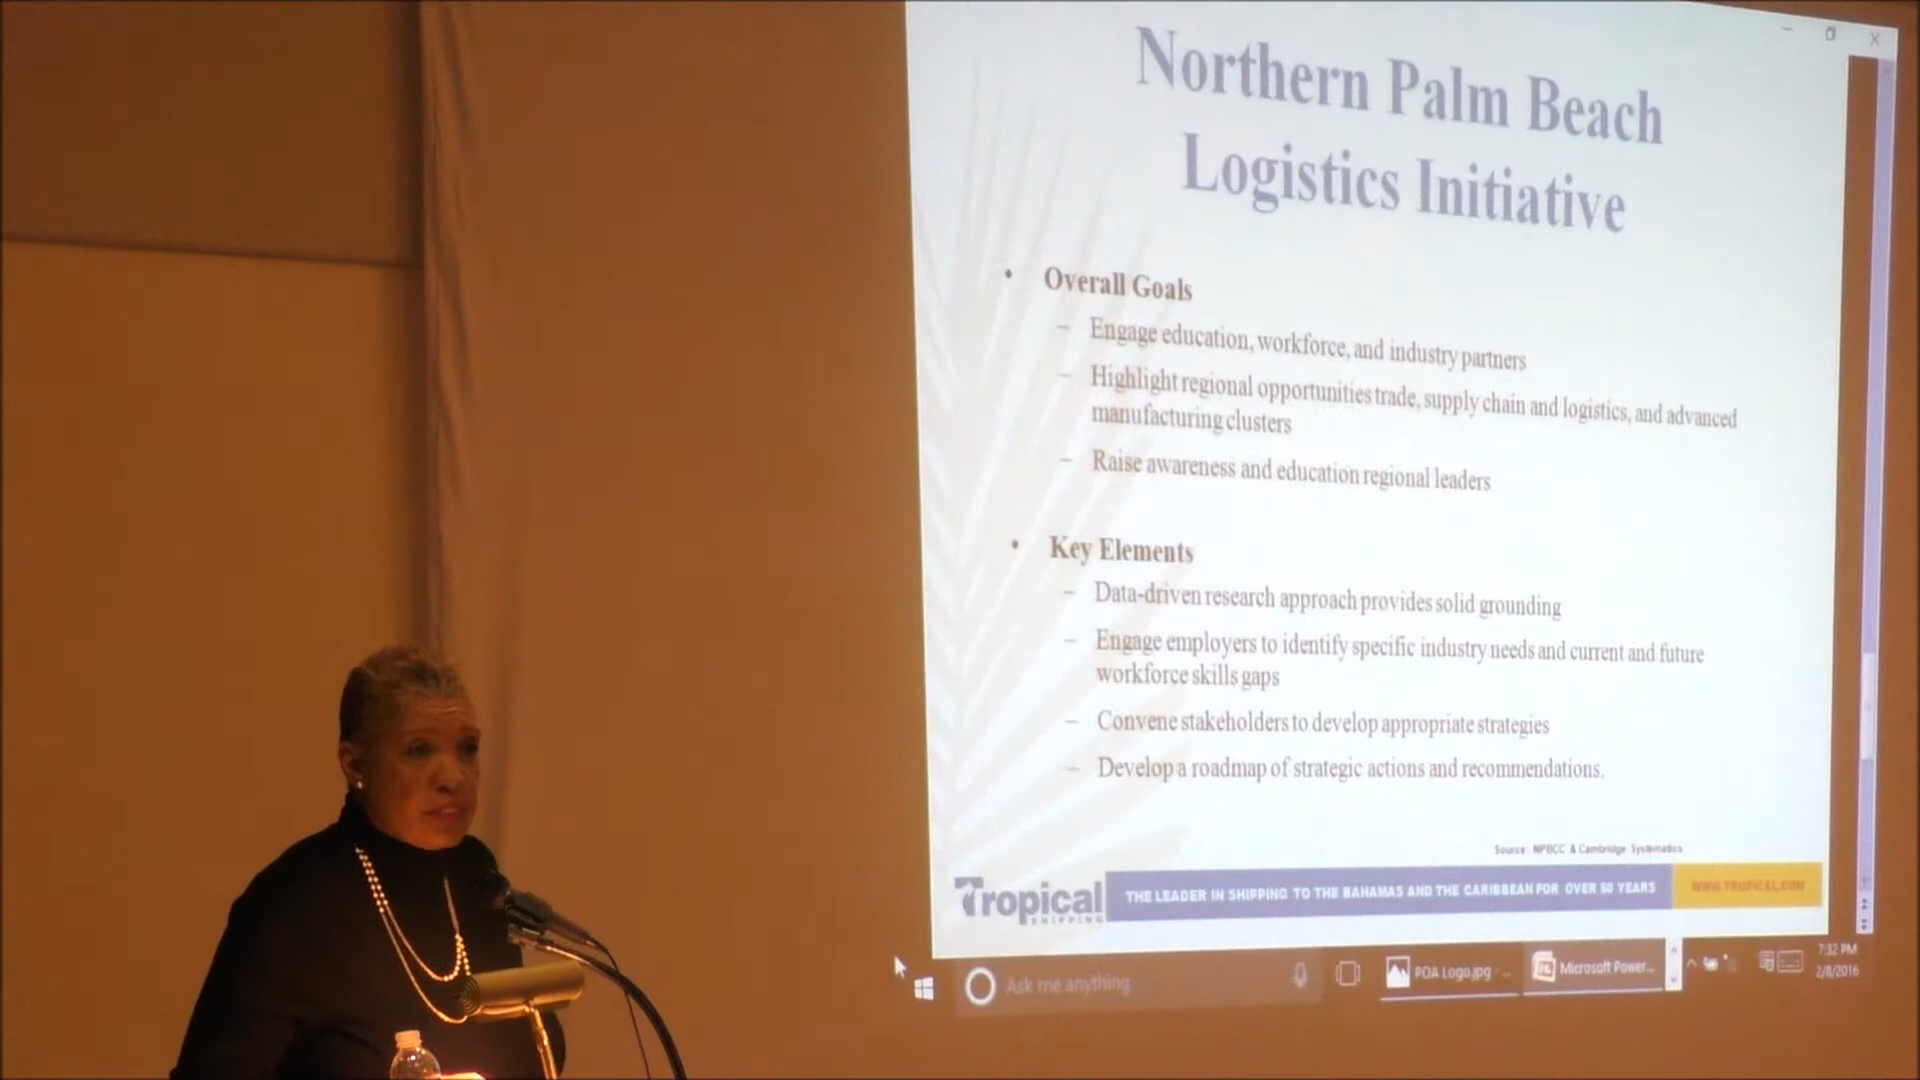 Northern Palm Beach
Logistics Initiative
• Overall Goals
– Engage education, workforce, and industry partners
– Highlight regional opportunities trade, supply chain and logistics, and advanced
manufacturing clusters
– Raise awareness and education regional leaders
• Key Elements
– Data-driven research approach provides solid grounding
– Engage employers to identify specific industry needs and current and future
workforce skills gaps
– Convene stakeholders to develop appropriate strategies
– Develop a roadmap of strategic actions and recommendations.
Source: NPBCC & Cambridge Systematics
Tropical
SHIPPING
THE LEADER IN SHIPPING TO THE BAHAMAS AND THE CARIBBEAN FOR OVER 50 YEARS
WWW.TROPICAL.COM
Ask me anything
POA Logo.jpg - ...
Microsoft Power...
7:32 PM
2/8/2016